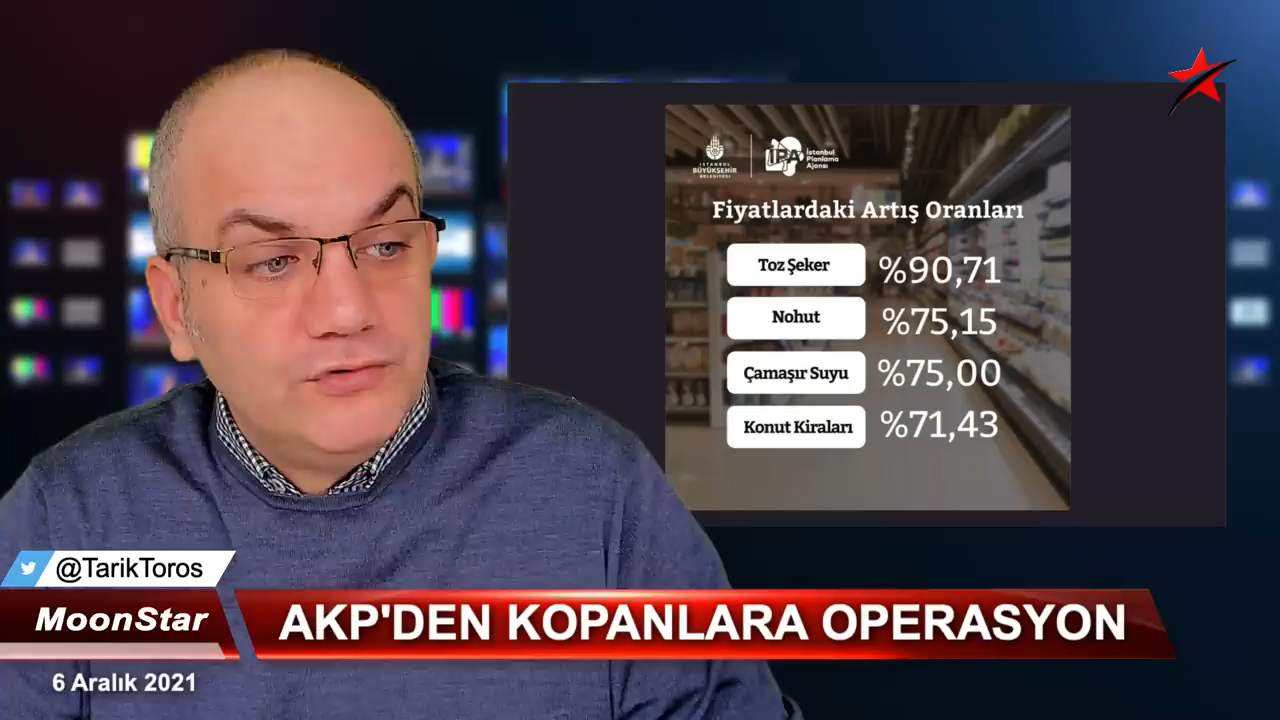 İSTANBUL
BÜYÜKŞEHİR
BELEDİYESİ
İPA
İstanbul
Planlama
Ajansı
Fiyatlardaki Artış Oranları
Toz Şeker %90,71
Nohut %75,15
Çamaşır Suyu %75,00
Konut Kiraları %71,43
@TarikToros
MoonStar
AKP'DEN KOPANLARA OPERASYON
6 Aralık 2021